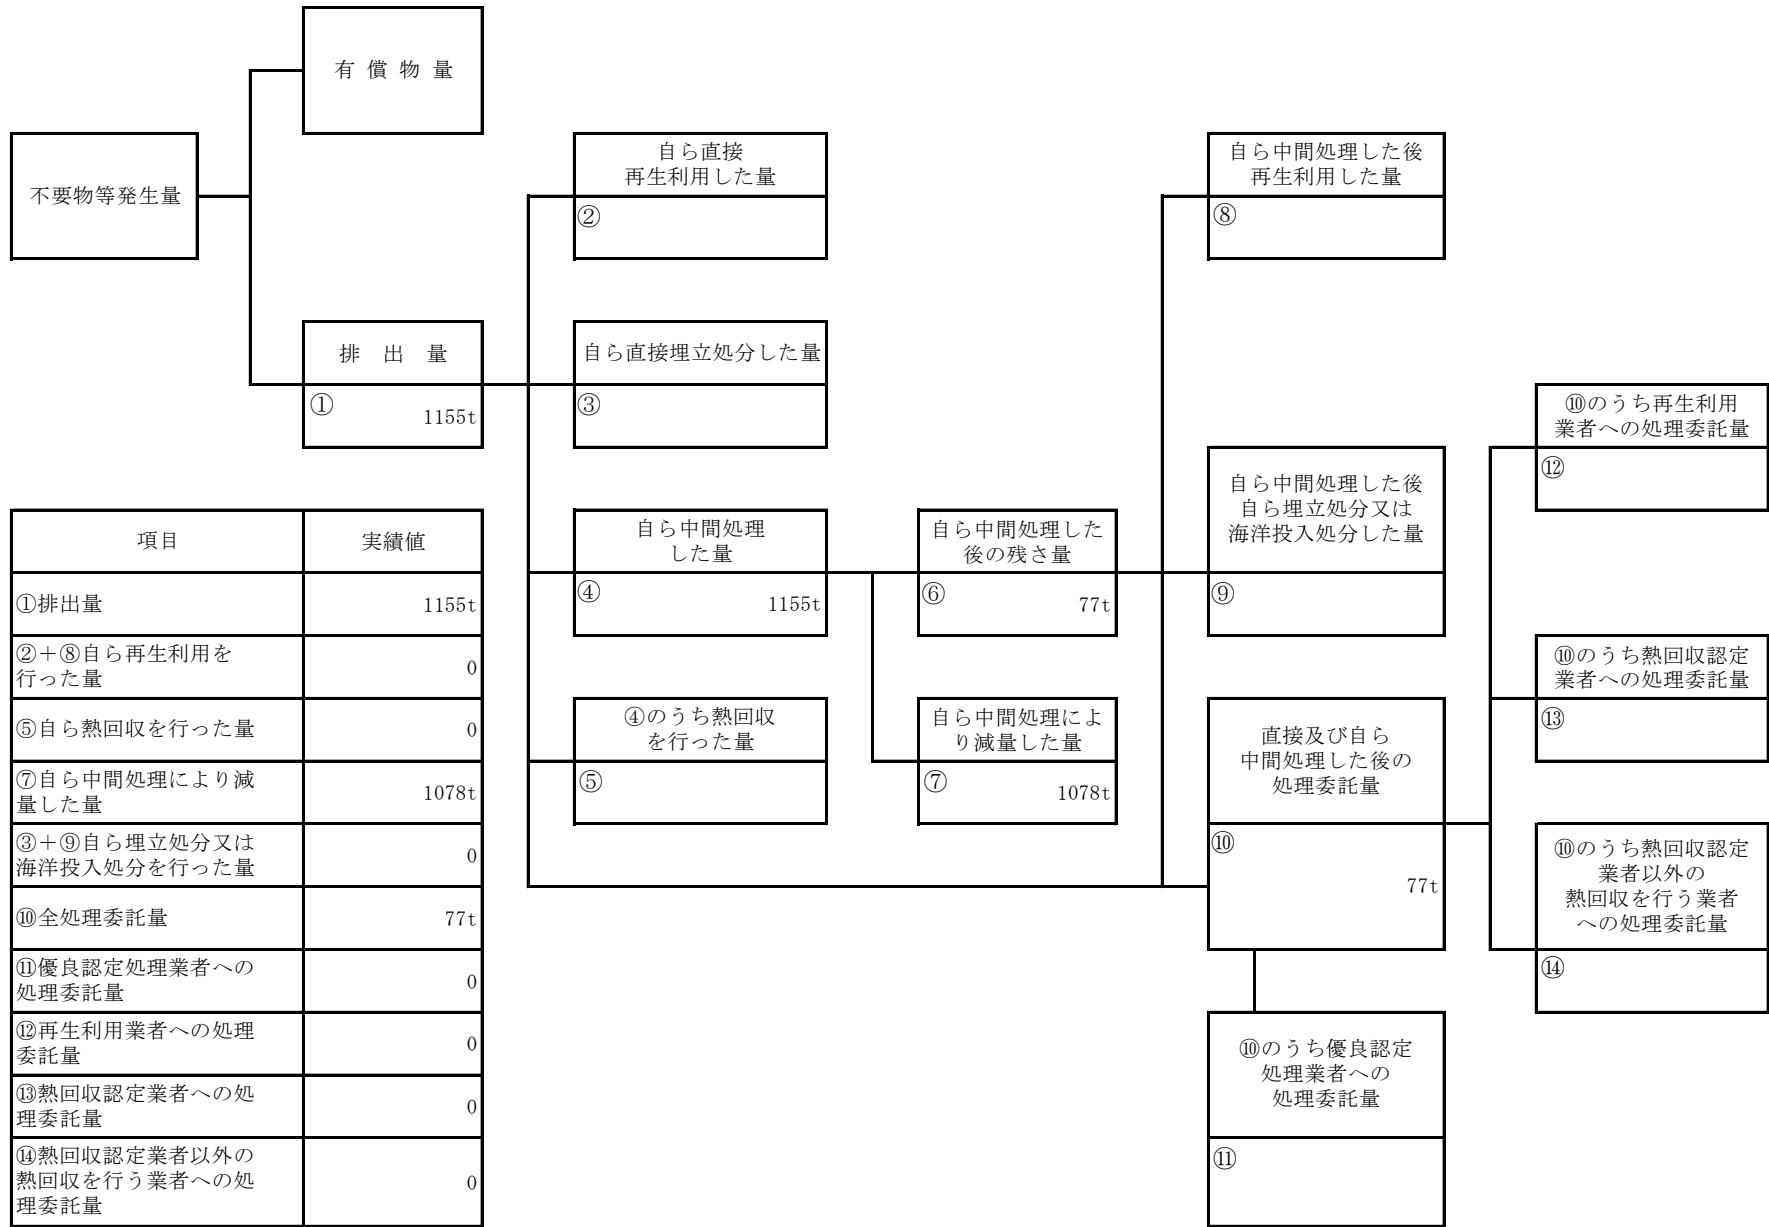 有償物量
不要物等発生量
自ら直接
再生利用した量
②
自ら中間処理した後
再生利用した量
⑧
排出量
①
1155t
自ら直接埋立処分した量
③
⑩のうち再生利用
業者への処理委託量
⑫
自ら中間処理した後
自ら埋立処分又は
海洋投入処分した量
⑨
自ら中間処理
した量
④
1155t
自ら中間処理した
後の残さ量
⑥
77t
④のうち熱回収
を行った量
⑤
自ら中間処理によ
り減量した量
⑦
1078t
直接及び自ら
中間処理した後の
処理委託量
⑩
77t
⑩のうち熱回収認定
業者への処理委託量
⑬
⑩のうち熱回収認定
業者以外の
熱回収を行う業者
への処理委託量
⑭
⑩のうち優良認定
処理業者への
処理委託量
⑪
項目 実績値
①排出量 1155t
②+⑧自ら再生利用を
行った量 0
⑤自ら熱回収を行った量 0
⑦自ら中間処理により減
量した量 1078t
③+⑨自ら埋立処分又は
海洋投入処分を行った量 0
⑩全処理委託量 77t
⑪優良認定処理業者への
処理委託量 0
⑫再生利用業者への処理
委託量 0
⑬熱回収認定業者への処
理委託量 0
⑭熱回収認定業者以外の
熱回収を行う業者への処
理委託量 0